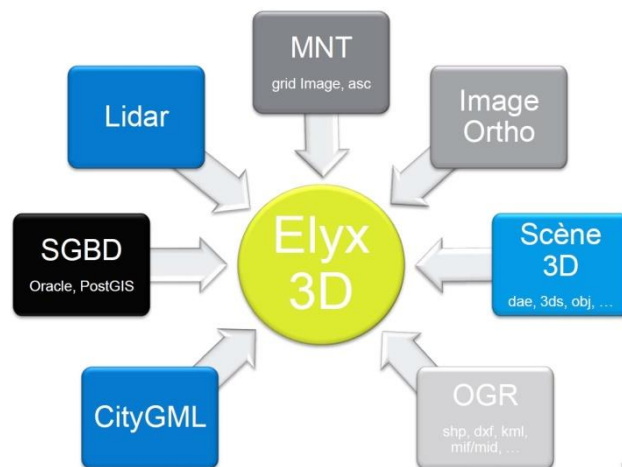 MNT
grid Image, asc
Lidar
Image
Ortho
SGBD
Oracle, PostGIS
Elyx
3D
Scène
3D
dae, 3ds, obj, ...
CityGML
OGR
shp, dxf, kml,
mif/mid, ...